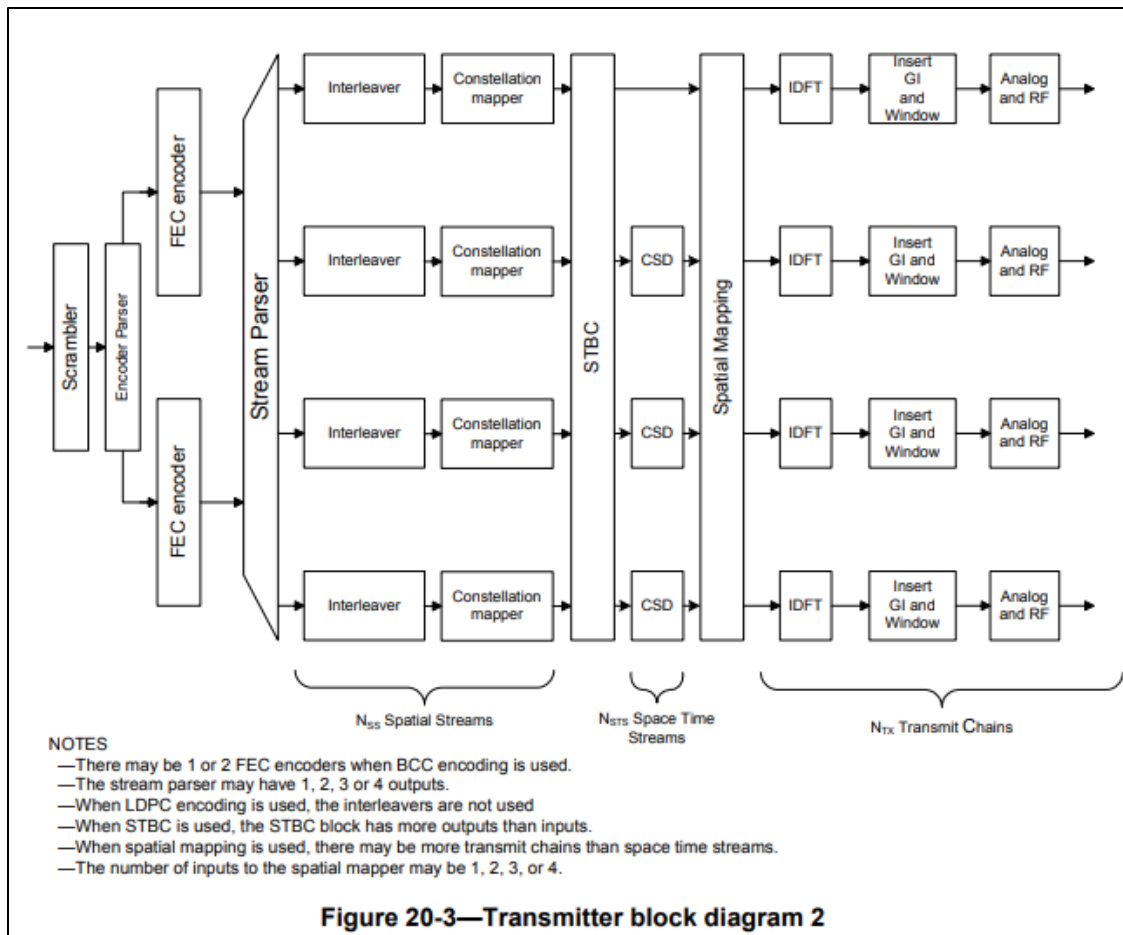 Scrambler
Encoder Parser
FEC encoder
FEC encoder
Stream Parser
Interleaver
Constellation
mapper
Interleaver
Constellation
mapper
Interleaver
Constellation
mapper
Interleaver
Constellation
mapper
STBC
CSD
CSD
CSD
Spatial Mapping
IDFT
Insert
GI
and
Window
Analog
and RF
IDFT
Insert
GI and
Window
Analog
and RF
IDFT
Insert
GI and
Window
Analog
and RF
IDFT
Insert
GI and
Window
Analog
and RF
NSS Spatial Streams
NSTS Space Time
Streams
NTX Transmit Chains
NOTES
—There may be 1 or 2 FEC encoders when BCC encoding is used.
—The stream parser may have 1, 2, 3 or 4 outputs.
—When LDPC encoding is used, the interleavers are not used
—When STBC is used, the STBC block has more outputs than inputs.
—When spatial mapping is used, there may be more transmit chains than space time streams.
—The number of inputs to the spatial mapper may be 1, 2, 3, or 4.
Figure 20-3—Transmitter block diagram 2